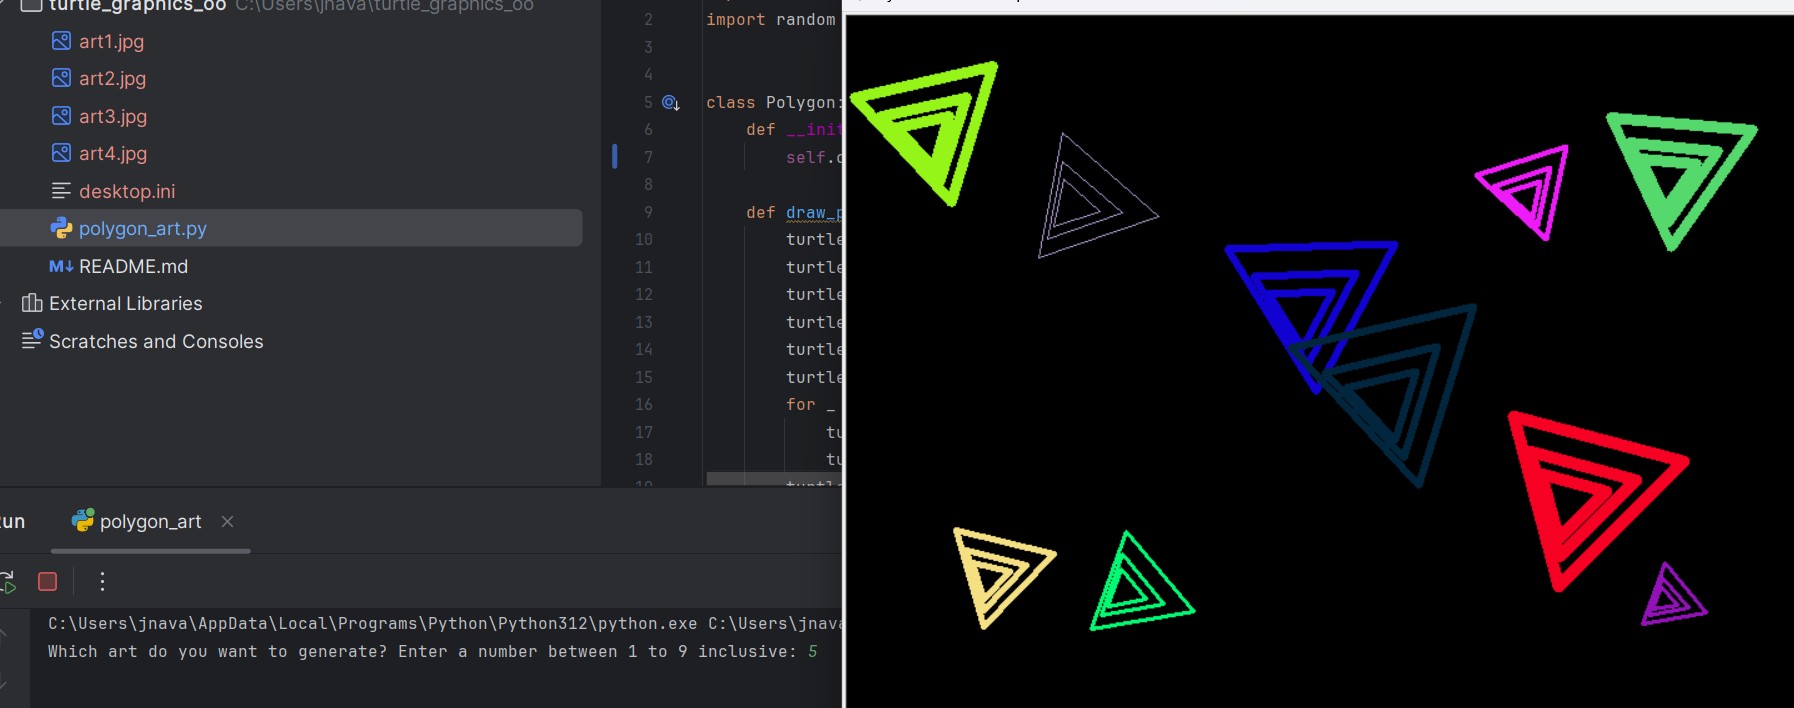 turtle_graphics_oo C:\Users\jnava\turtle_graphics_oo
art1.jpg
art2.jpg
art3.jpg
art4.jpg
desktop.ini
polygon_art.py
README.md
External Libraries
Scratches and Consoles
2 import random
3
4
5 class Polygon:
6 def __init
7 self.
8
9 def draw_p
10 turtle
11 turtle
12 turtle
13 turtle
14 turtle
15 turtle
16 for _
17 tu
18 tu
19 turtle
un polygon_art
C:\Users\jnava\AppData\Local\Programs\Python\Python312\python.exe C:\Users\jnava
Which art do you want to generate? Enter a number between 1 to 9 inclusive: 5